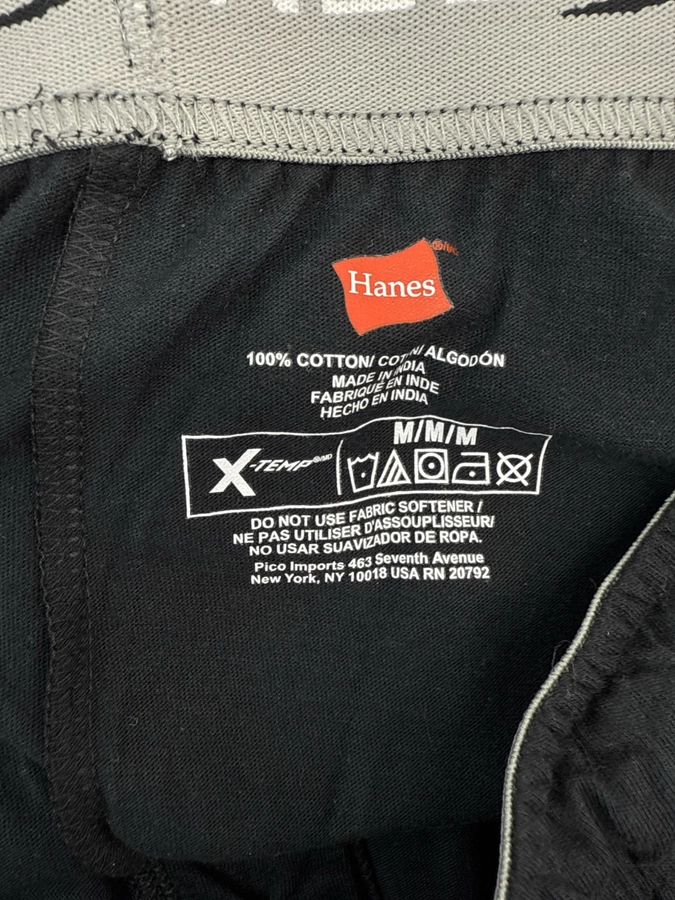 Hanes
100% COTTON/ COTON/ ALGODÓN
MADE IN INDIA
FABRIQUÉ EN INDE
HECHO EN INDIA
M/M/M
X-TEMP®/MD
DO NOT USE FABRIC SOFTENER /
NE PAS UTILISER D'ASSOUPLISSEUR/
NO USAR SUAVIZADOR DE ROPA.
Pico Imports 463 Seventh Avenue
New York, NY 10018 USA RN 20792